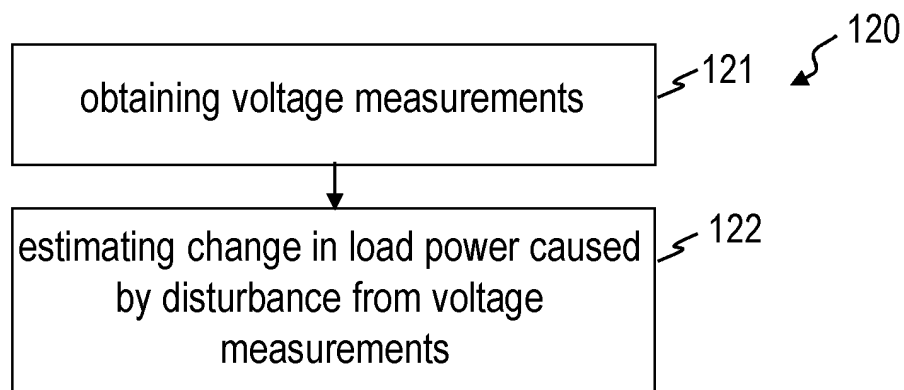 120
obtaining voltage measurements
121
estimating change in load power caused
by disturbance from voltage
measurements
122